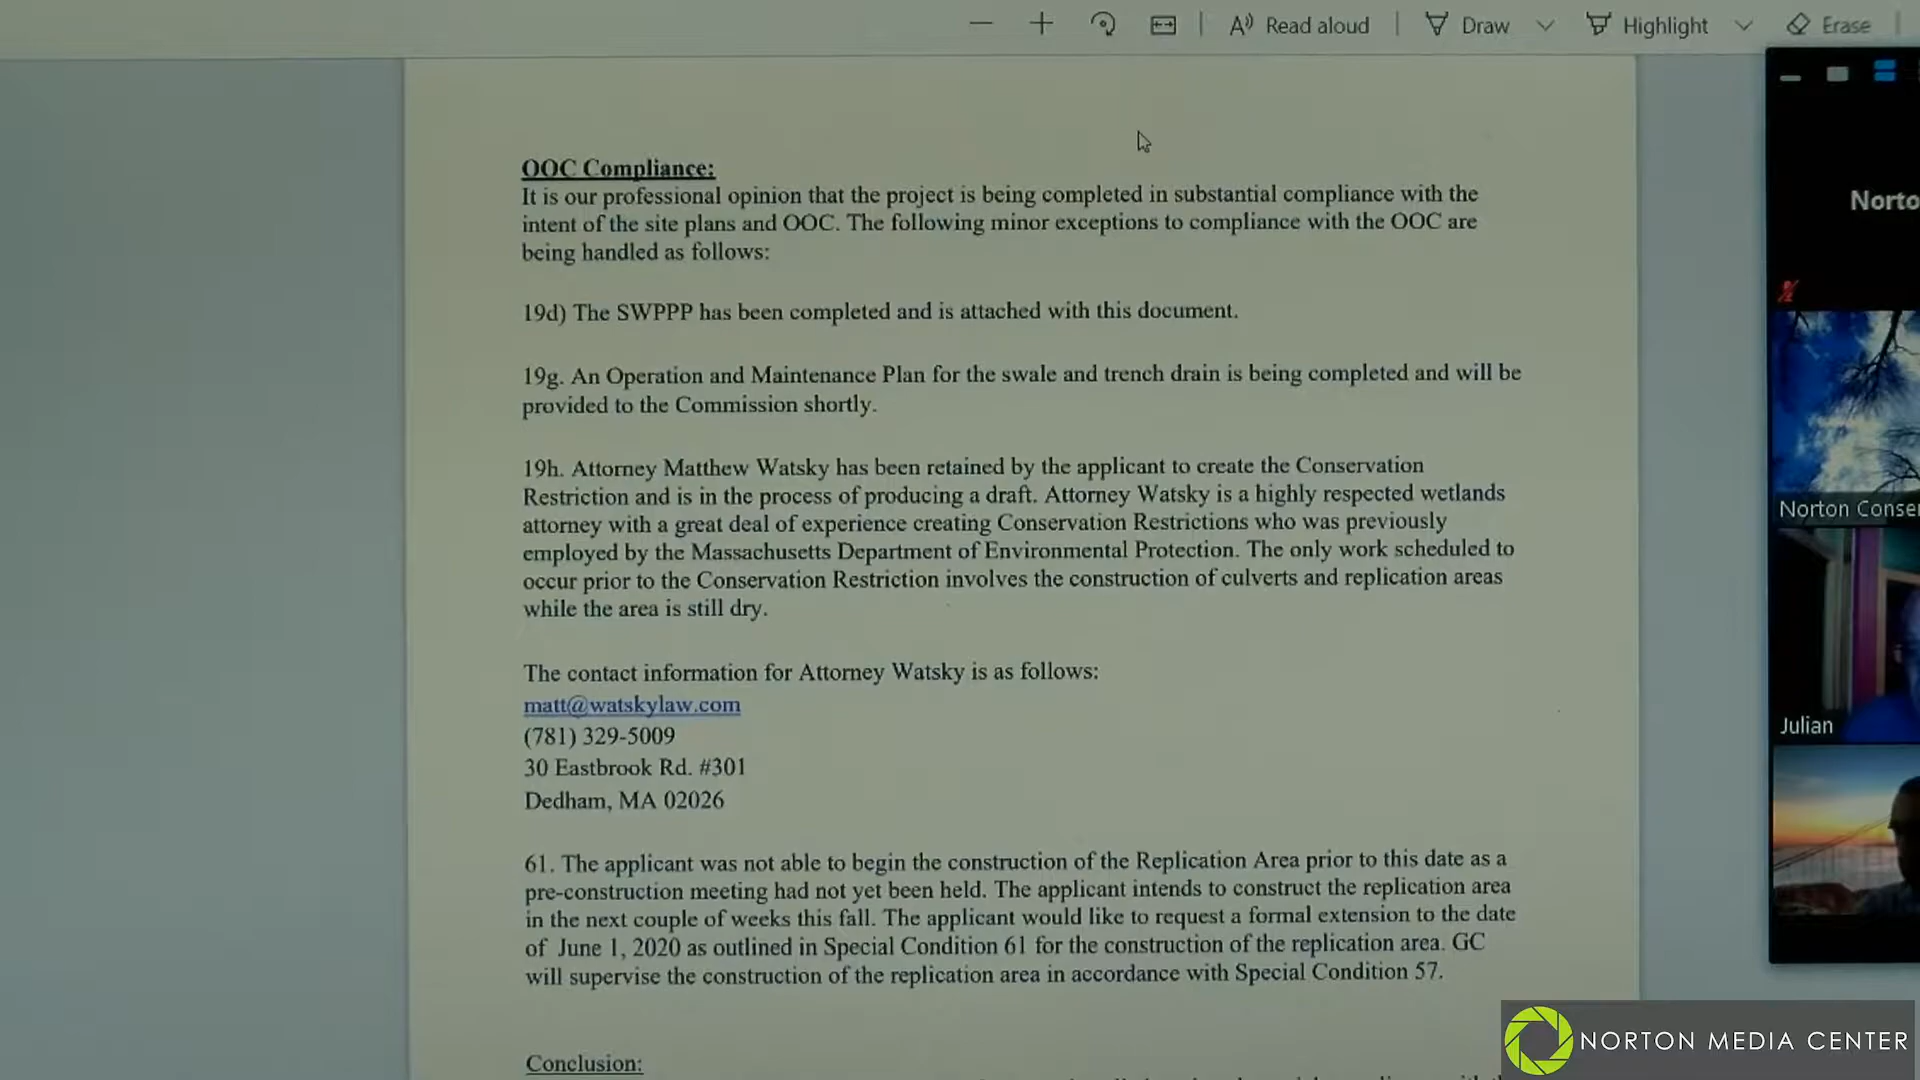 Read aloud
Draw
Highlight
Erase
OOC Compliance:
It is our professional opinion that the project is being completed in substantial compliance with the
intent of the site plans and OOC. The following minor exceptions to compliance with the OOC are
being handled as follows:
19d) The SWPPP has been completed and is attached with this document.
19g. An Operation and Maintenance Plan for the swale and trench drain is being completed and will be
provided to the Commission shortly.
19h. Attorney Matthew Watsky has been retained by the applicant to create the Conservation
Restriction and is in the process of producing a draft. Attorney Watsky is a highly respected wetlands
attorney with a great deal of experience creating Conservation Restrictions who was previously
employed by the Massachusetts Department of Environmental Protection. The only work scheduled to
occur prior to the Conservation Restriction involves the construction of culverts and replication areas
while the area is still dry.
The contact information for Attorney Watsky is as follows:
matt@watskylaw.com
(781) 329-5009
30 Eastbrook Rd. #301
Dedham, MA 02026
61. The applicant was not able to begin the construction of the Replication Area prior to this date as a
pre-construction meeting had not yet been held. The applicant intends to construct the replication area
in the next couple of weeks this fall. The applicant would like to request a formal extension to the date
of June 1, 2020 as outlined in Special Condition 61 for the construction of the replication area. GC
will supervise the construction of the replication area in accordance with Special Condition 57.
Conclusion:
Norto
Norton Conser
Julian
NORTON MEDIA CENTER